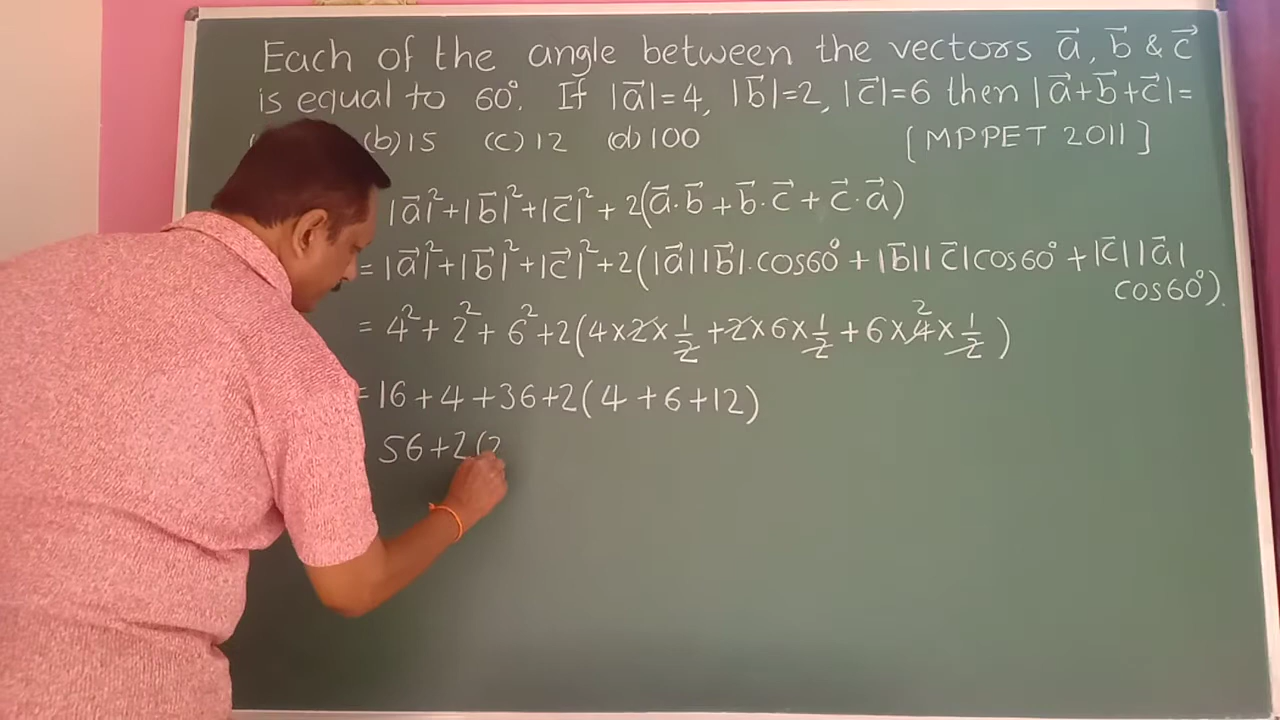 Each of the angle between the vectors a⃗, b⃗ & c⃗
is equal to 60°. If |a⃗|=4, |b⃗|=2, |c⃗|=6 then |a⃗+b⃗+c⃗|=
(b) 15 (c) 12 (d) 100 [MPPET 2011]
|a⃗|²+|b⃗|²+|c⃗|²+2(a⃗·b⃗+b⃗·c⃗+c⃗·a⃗)
=|a⃗|²+|b⃗|²+|c⃗|²+2(|a⃗||b⃗|.cos60°+|b⃗||c⃗|cos60°+|c⃗||a⃗|
cos60°).
= 4²+2²+6²+2(4×2×1/2+2×6×1/2+6×4×1/2) 2
=16+4+36+2(4+6+12)
56+2(2